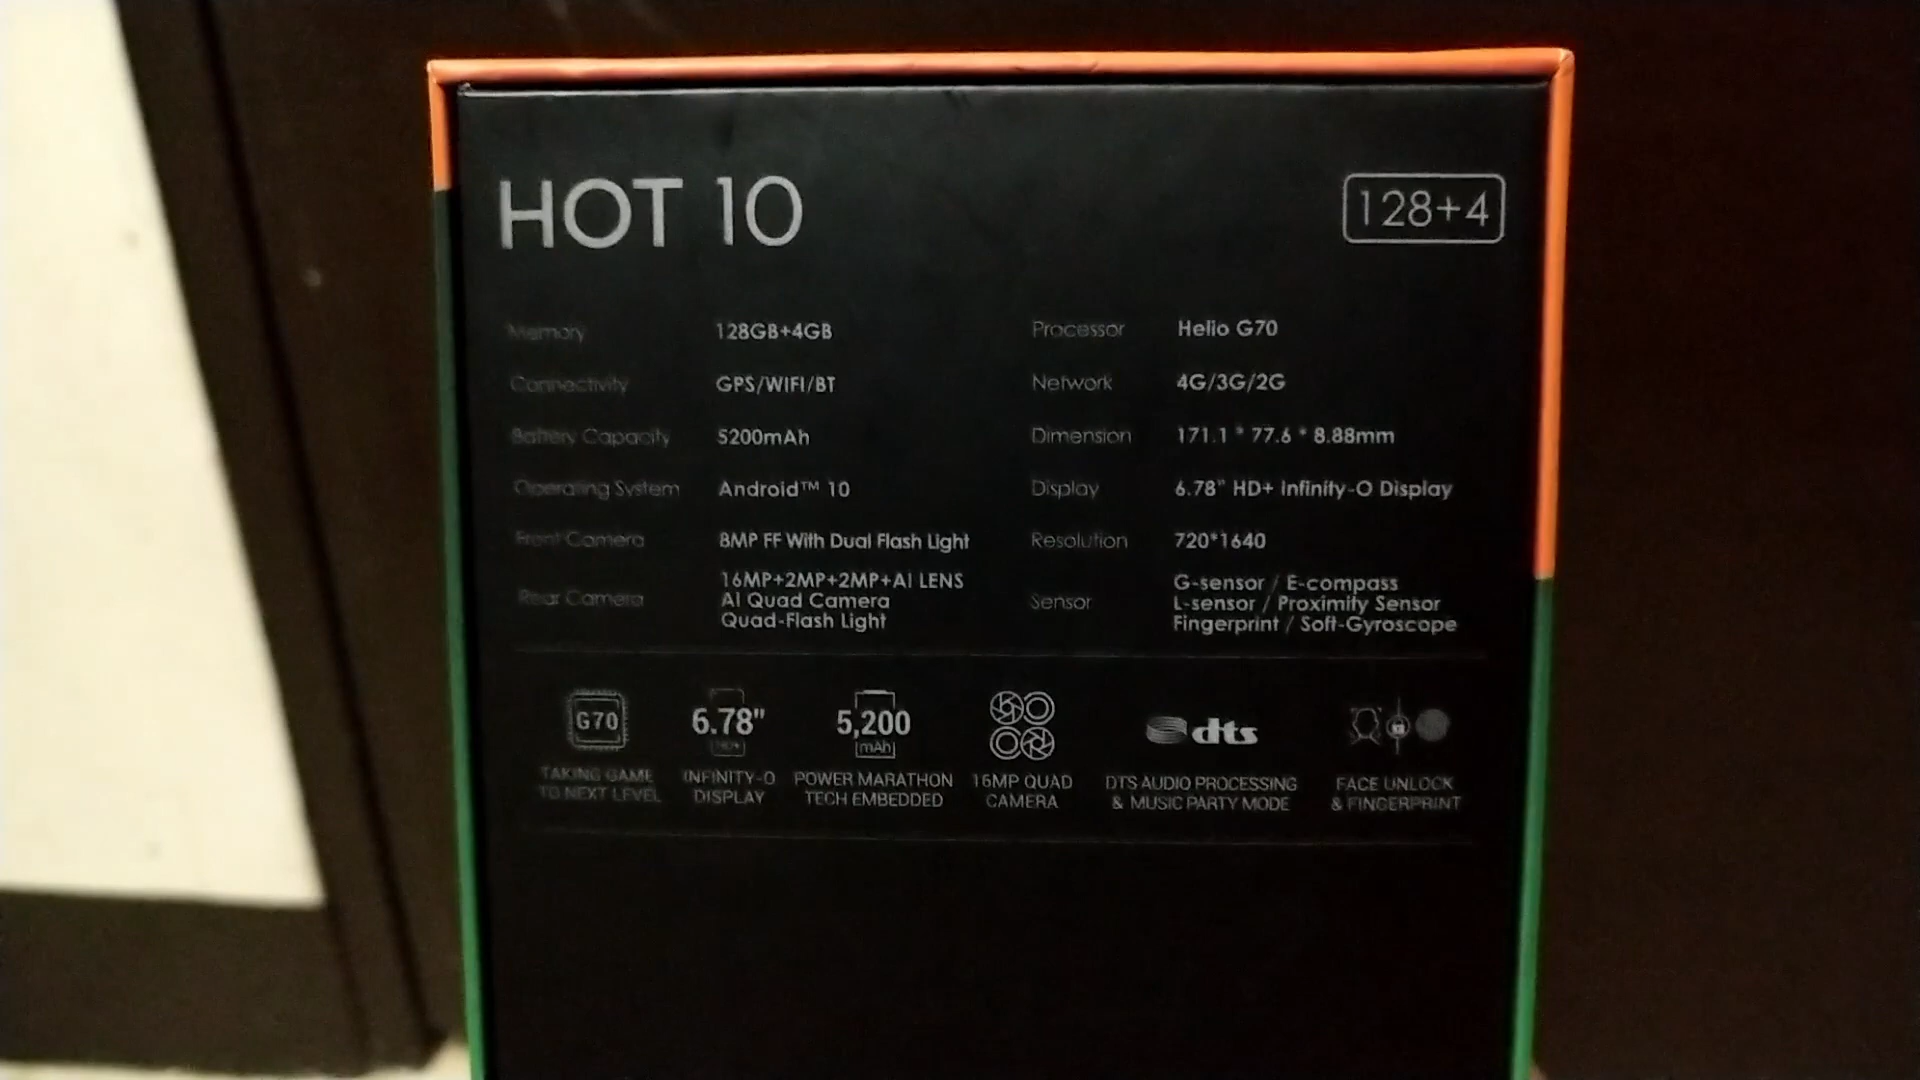 HOT 10
128+4
Memory 128GB+4GB
Processor Helio G70
Connectivity GPS/WIFI/BT
Network 4G/3G/2G
Battery Capacity 5200mAh
Dimension 171.1 * 77.6 * 8.88mm
Operating System Android™ 10
Display 6.78" HD+ Infinity-O Display
Front Camera 8MP FF With Dual Flash Light
Resolution 720*1640
Rear Camera 16MP+2MP+2MP+AI LENS
AI Quad Camera
Quad-Flash Light
Sensor G-sensor / E-compass
L-sensor / Proximity Sensor
Fingerprint / Soft-Gyroscope
G70
TAKING GAME
TO NEXT LEVEL
6.78"
INFINITY-O
DISPLAY
5,200
mAh
POWER MARATHON
TECH EMBEDDED
16MP QUAD
CAMERA
dts
DTS AUDIO PROCESSING
& MUSIC PARTY MODE
FACE UNLOCK
& FINGERPRINT